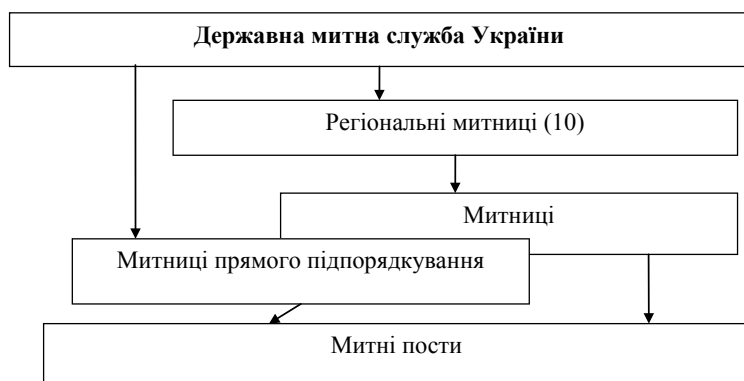 Державна митна служба України
Регіональні митниці (10)
Митниці
Митниці прямого підпорядкування
Митні пости